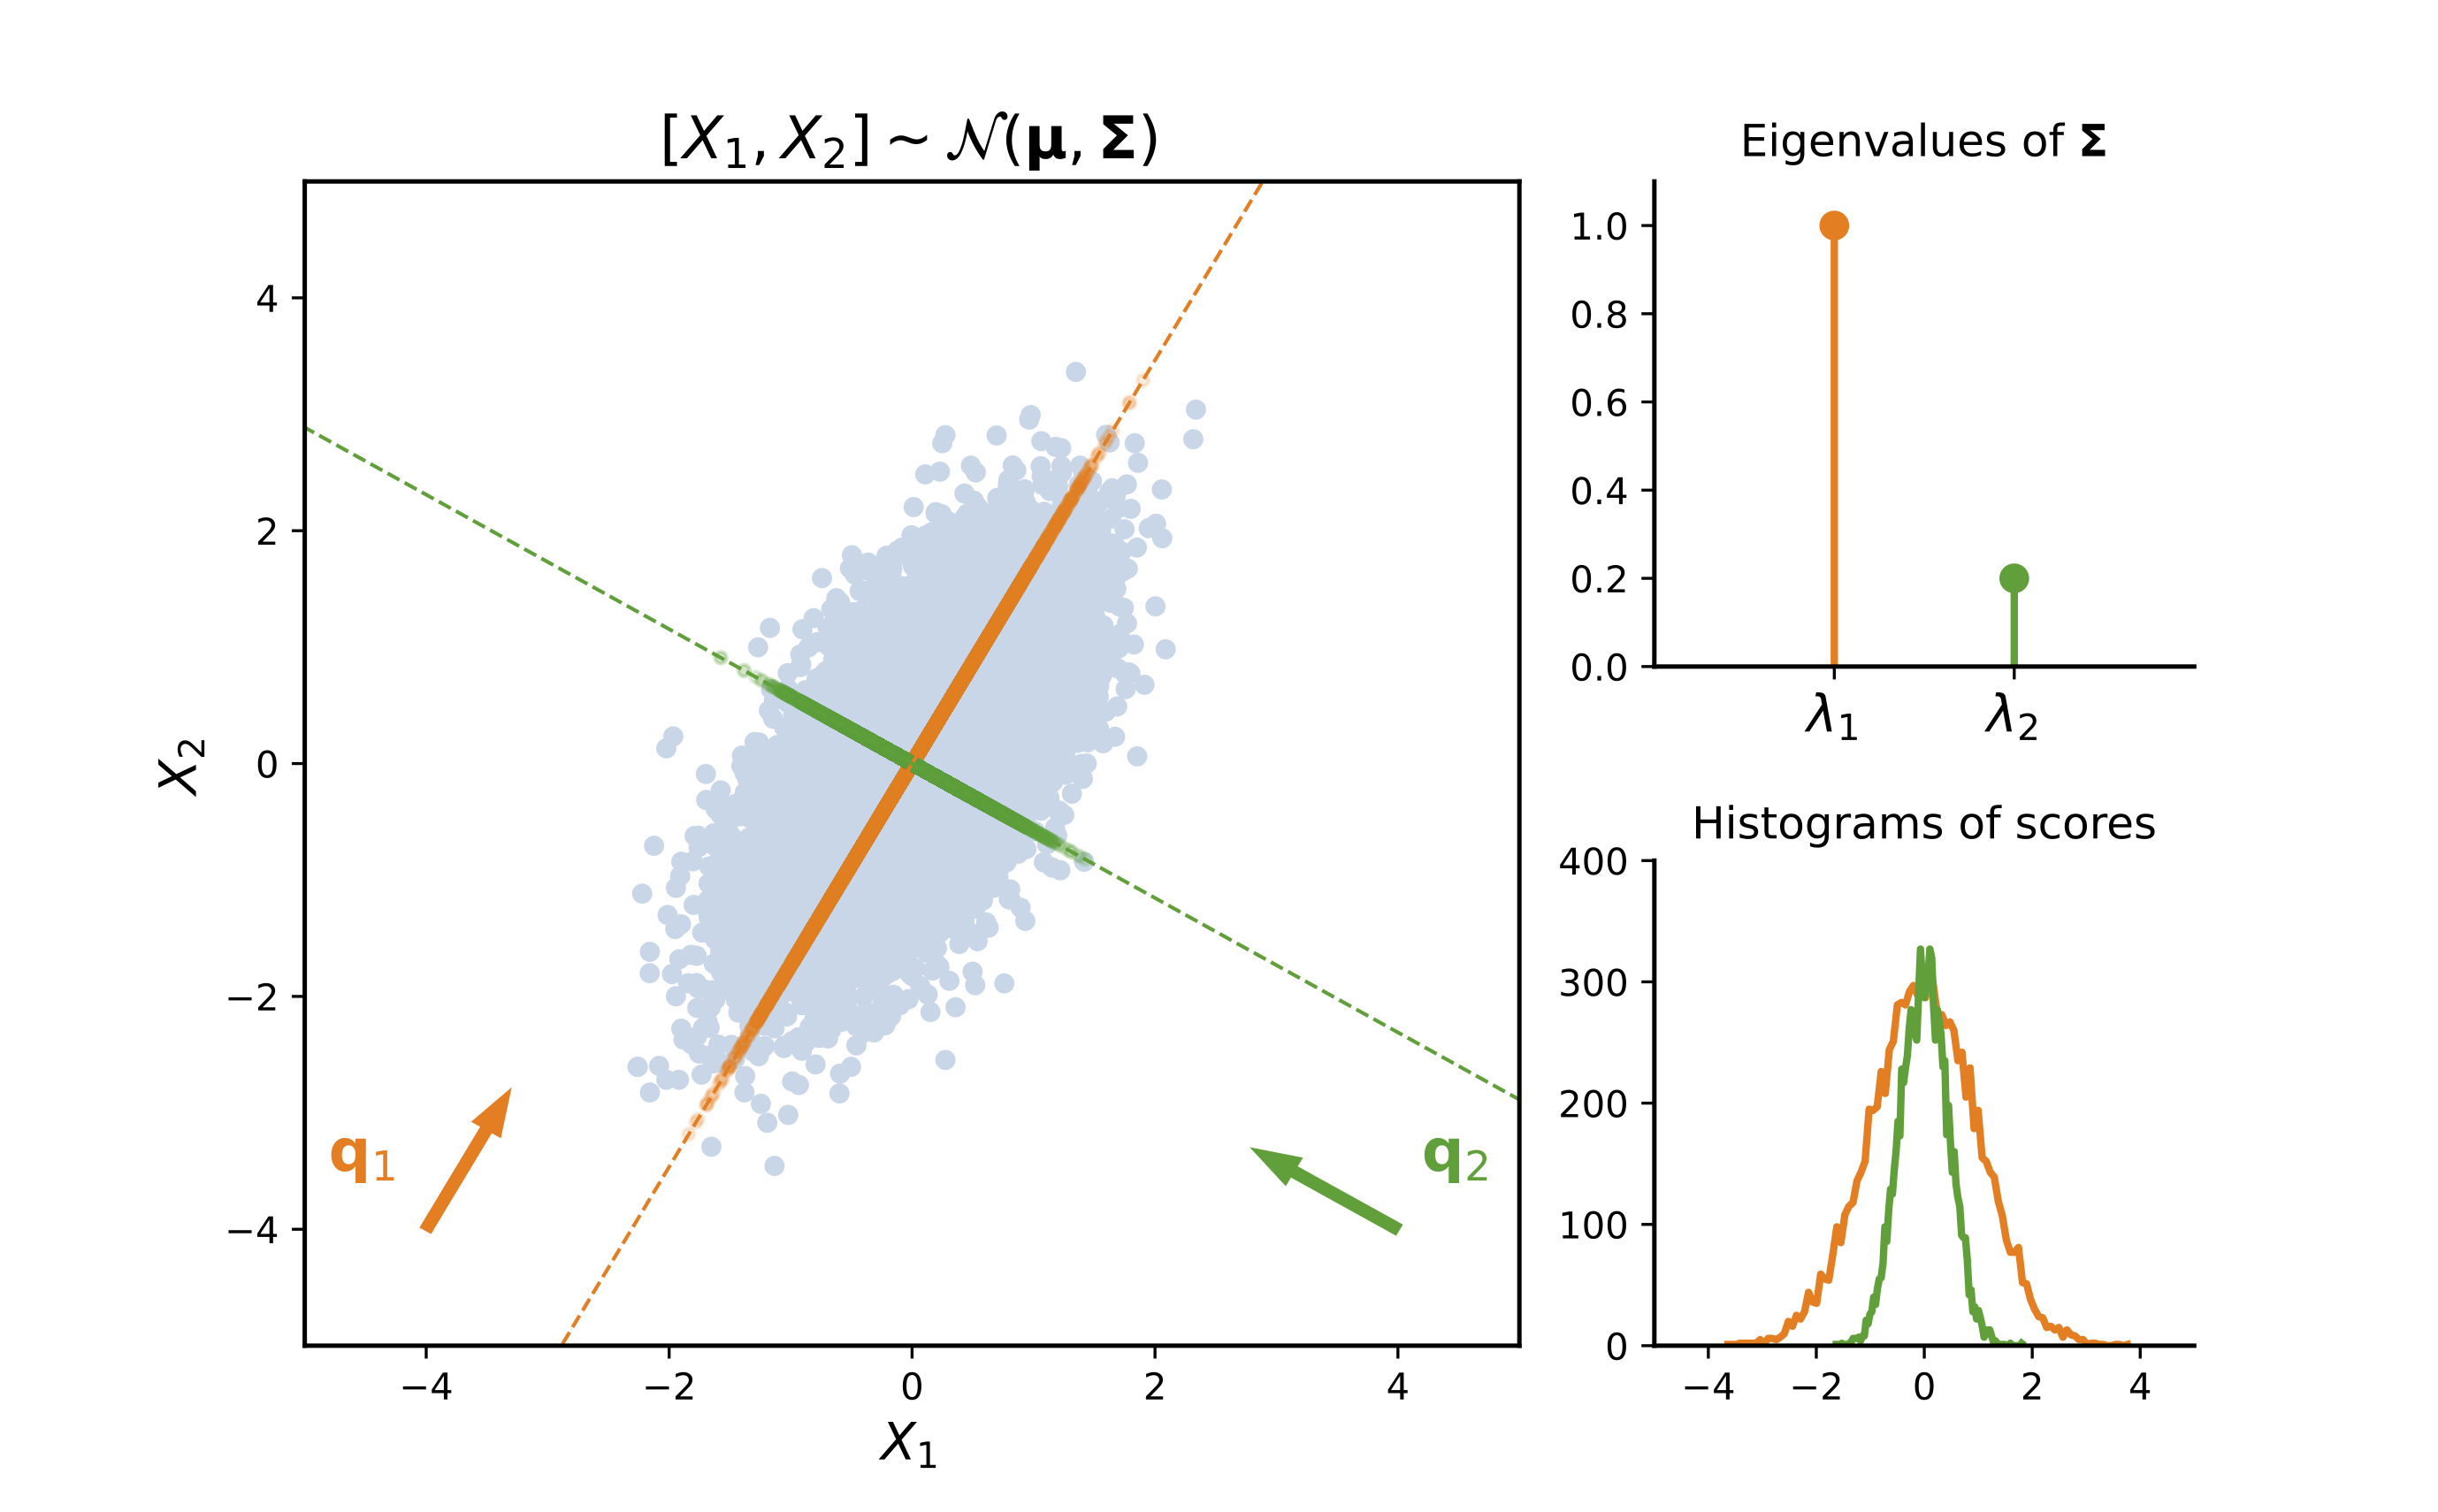 [X₁, X₂] ~ 𝒩(μ, Σ)
4
2
0
−2
−4
X₂
−4 −2 0 2 4
X₁
q₁
q₂
Eigenvalues of Σ
1.0
0.8
0.6
0.4
0.2
0.0
λ₁ λ₂
Histograms of scores
400
300
200
100
0
−4 −2 0 2 4